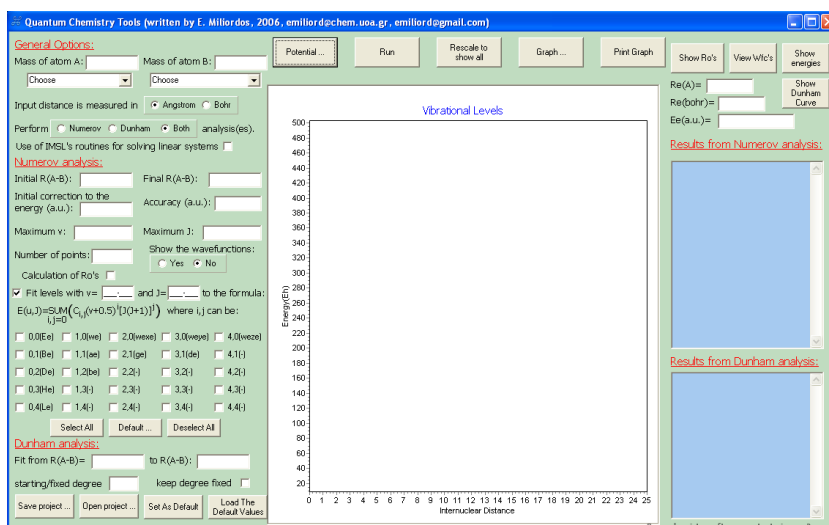 Quantum Chemistry Tools (written by E. Miliordos, 2006, emiliord@chem.uoa.gr, emiliord@gmail.com)
General Options:
Mass of atom A: Mass of atom B:
Choose Choose
Input distance is measured in Angstrom Bohr
Perform Numerov Dunham Both analysis(es).
Use of IMSL's routines for solving linear systems
Numerov analysis:
Initial R(A-B): Final R(A-B):
Initial correction to the
energy (a.u.): Accuracy (a.u.):
Maximum v: Maximum J:
Number of points: Show the wavefunctions:
Yes No
Calculation of Ro's
Fit levels with v= __-__ and J= __-__ to the formula:
E(u,J)=SUM(Ci,j(v+0.5)^i[J(J+1)]^j) where i,j can be:
i,j=0
0,0(Ee) 1,0(we) 2,0(wexe) 3,0(weye) 4,0(weze)
0,1(Be) 1,1(ae) 2,1(ge) 3,1(de) 4,1(-)
0,2(De) 1,2(be) 2,2(-) 3,2(-) 4,2(-)
0,3(He) 1,3(-) 2,3(-) 3,3(-) 4,3(-)
0,4(Le) 1,4(-) 2,4(-) 3,4(-) 4,4(-)
Select All Default ... Deselect All
Dunham analysis:
Fit from R(A-B)= to R(A-B):
starting/fixed degree keep degree fixed
Save project ... Open project ... Set As Default Load The
Default Values
Potential ... Run Rescale to
show all Graph ... Print Graph
Vibrational Levels
500
480
460
440
420
400
380
360
340
320
300
280
260
240
220
200
180
160
140
120
100
80
60
40
20
Energy(Eh)
0 1 2 3 4 5 6 7 8 9 10 11 12 13 14 15 16 17 18 19 20 21 22 23 24 25
Internuclear Distance
Show Ro's View Wfc's Show
energies
Re(A)=
Re(bohr)=
Ee(a.u.)=
Show
Dunham
Curve
Results from Numerov analysis:
Results from Dunham analysis: